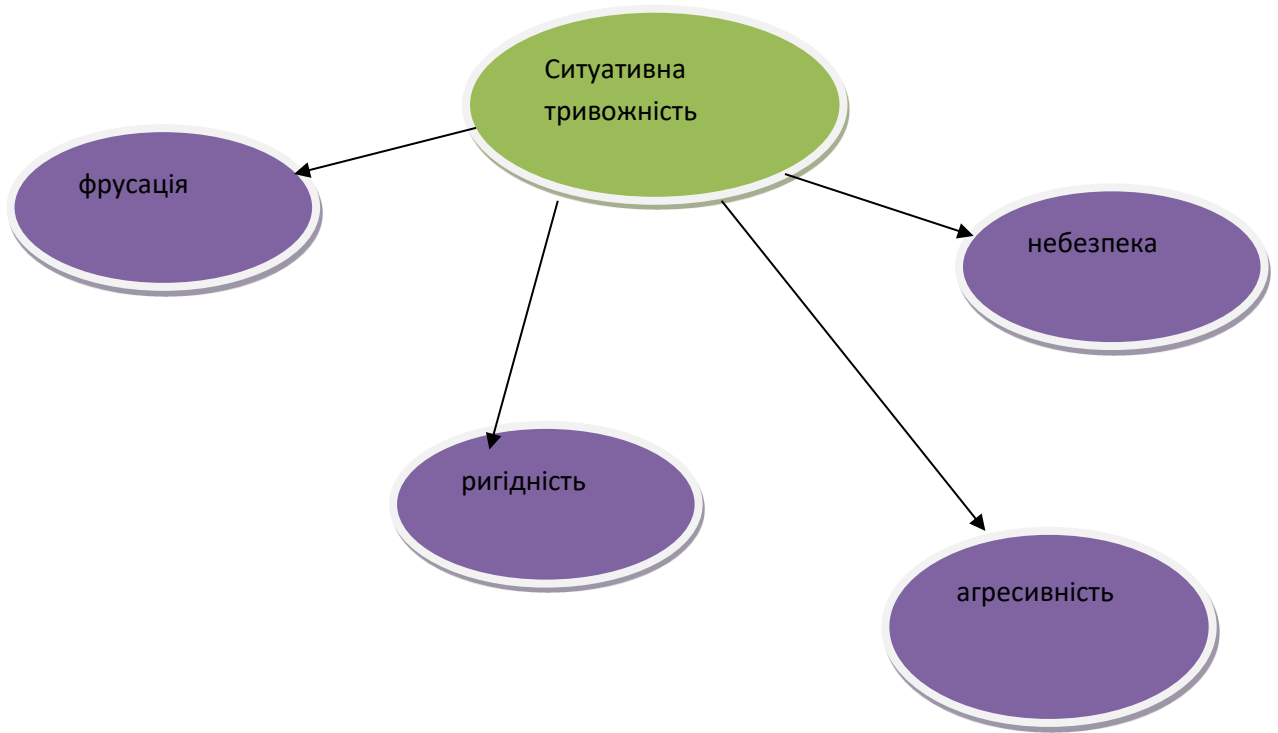 Ситуативна
тривожність
фрусація
небезпека
ригідність
агресивність